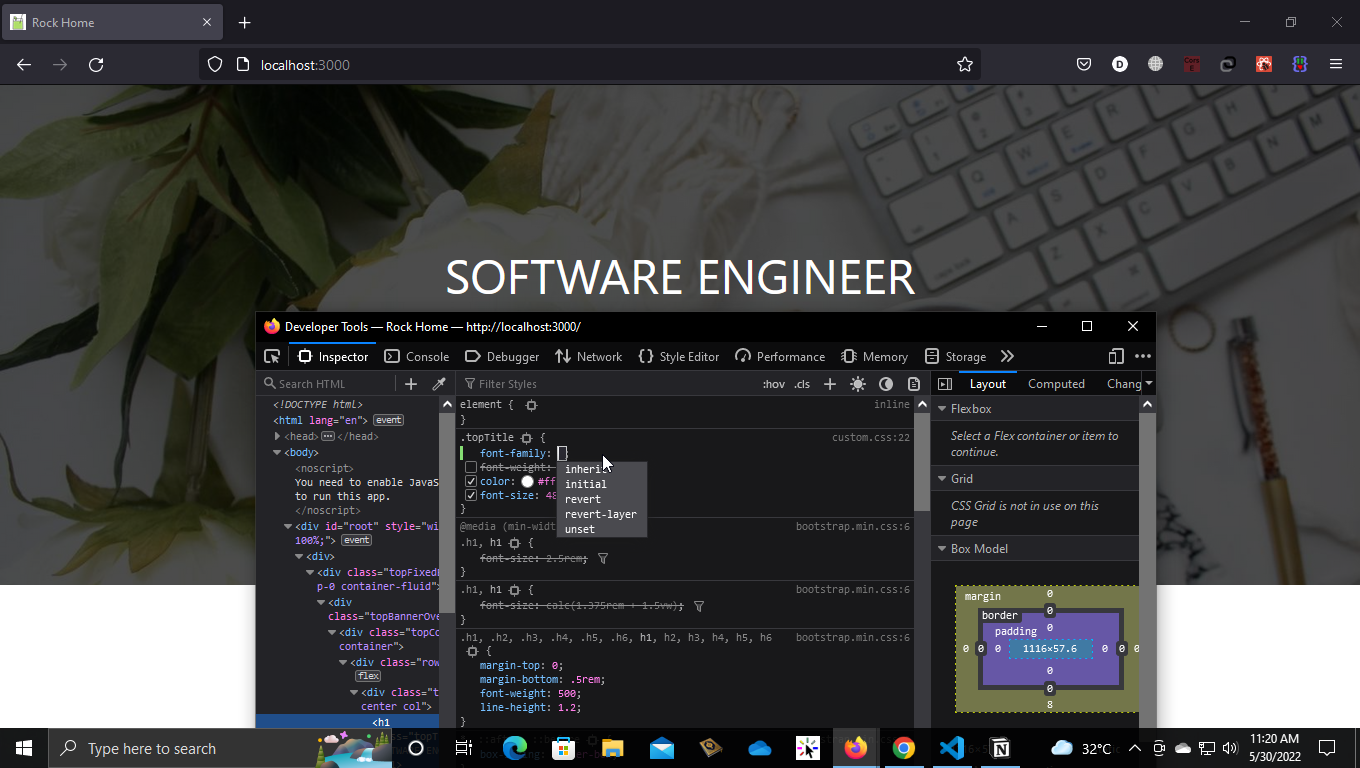 Rock Home
localhost:3000
SOFTWARE ENGINEER
Developer Tools — Rock Home — http://localhost:3000/
Inspector Console Debugger Network Style Editor Performance Memory Storage
Search HTML
Filter Styles
:hov .cls
Layout Computed Chang
<!DOCTYPE html>
<html lang="en"> event
<head> </head>
<body>
<noscript>
You need to enable JavaS
to run this app.
</noscript>
<div id="root" style="wi
100%;"> event
<div>
<div class="topFixedB
p-0 container-fluid">
<div
class="topBannerOve
<div class="topCo
container">
<div class="row
flex
<div class="t
center col">
<h1
element { inline
}
.topTitle { custom.css:22
font-family: ;
font-weight:
color: #ff
font-size: 48
}
inherit
initial
revert
revert-layer
unset
@media (min-widt bootstrap.min.css:6
.h1, h1 {
font-size: 2.5rem;
}
.h1, h1 { bootstrap.min.css:6
font-size: calc(1.375rem + 1.5vw);
}
.h1, .h2, .h3, .h4, .h5, .h6, h1, h2, h3, h4, h5, h6 bootstrap.min.css:6
{
margin-top: 0;
margin-bottom: .5rem;
font-weight: 500;
line-height: 1.2;
}
Flexbox
Select a Flex container or item to
continue.
Grid
CSS Grid is not in use on this
page
Box Model
margin 0
border 0
padding 0
0 0 0 1116×57.6 0 0 0
0
0
8
Type here to search
32°C
11:20 AM
5/30/2022